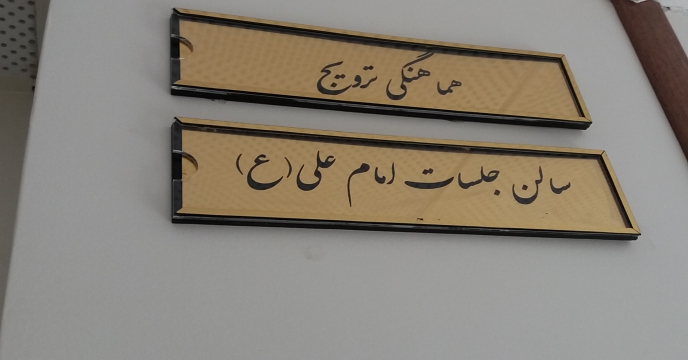 هماهنگی ترویج
سالن جلسات امام علی (ع)